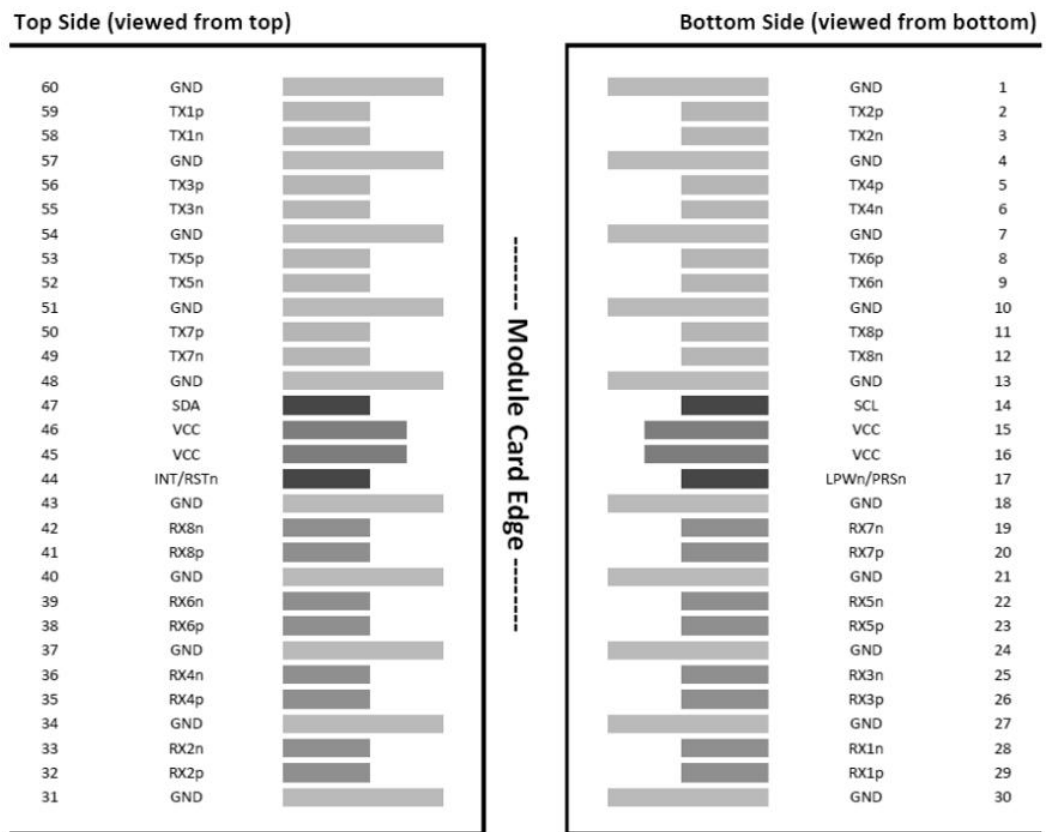 Top Side (viewed from top) Bottom Side (viewed from bottom)
60 GND GND 1
59 TX1p TX2p 2
58 TX1n TX2n 3
57 GND GND 4
56 TX3p TX4p 5
55 TX3n TX4n 6
54 GND GND 7
53 TX5p TX6p 8
52 TX5n TX6n 9
51 GND GND 10
50 TX7p TX8p 11
49 TX7n TX8n 12
48 GND GND 13
47 SDA SCL 14
46 VCC VCC 15
45 VCC VCC 16
44 INT/RSTn LPWn/PRSn 17
43 GND GND 18
42 RX8n RX7n 19
41 RX8p RX7p 20
40 GND GND 21
39 RX6n RX5n 22
38 RX6p RX5p 23
37 GND GND 24
36 RX4n RX3n 25
35 RX4p RX3p 26
34 GND GND 27
33 RX2n RX1n 28
32 RX2p RX1p 29
31 GND GND 30
-------- Module Card Edge --------